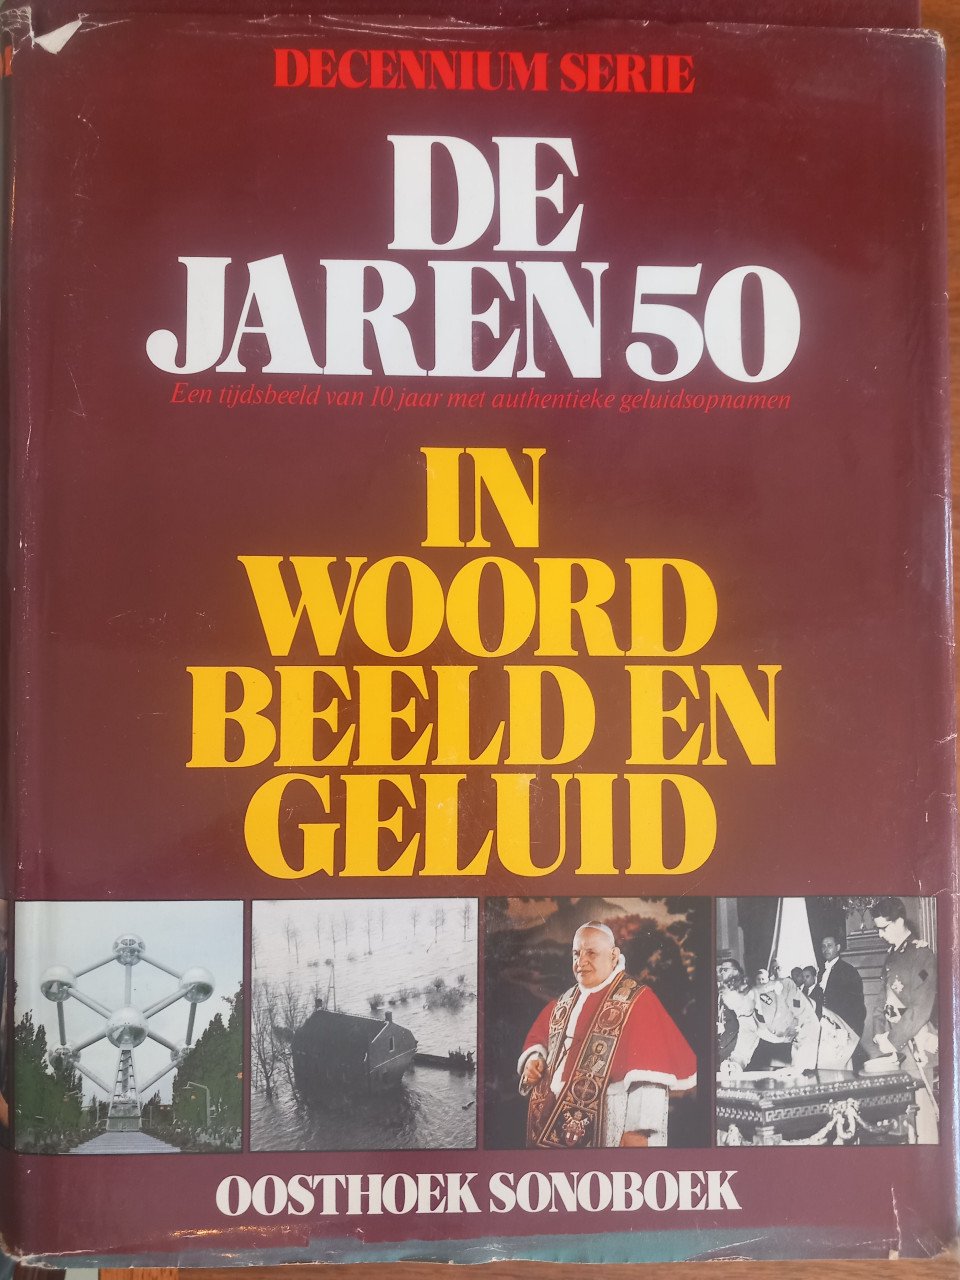 DECENNIUM SERIE
DE
JAREN 50
Een tijdsbeeld van 10 jaar met authentieke geluidsopnamen
IN
WOORD
BEELD EN
GELUID
OOSTHOEK SONOBOEK